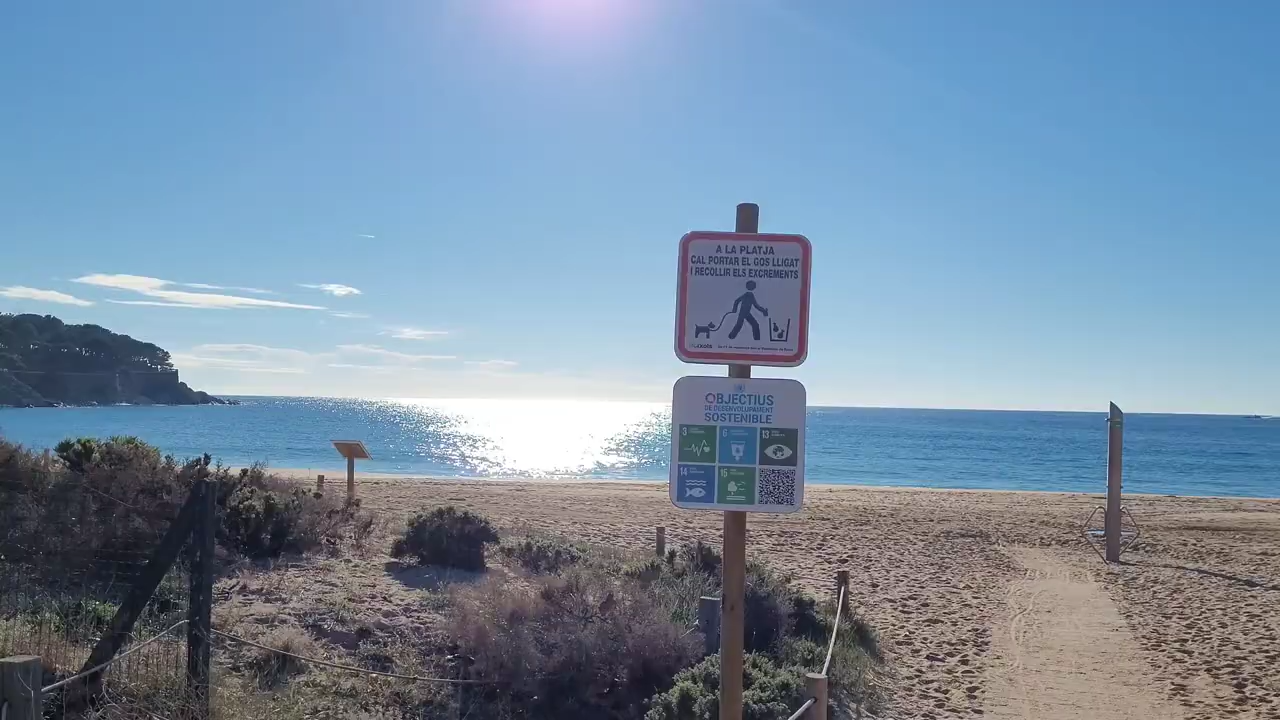 A LA PLATJA
CAL PORTAR EL GOS LLIGAT
I RECOLLIR ELS EXCREMENTS
OBJECTIUS
DE DESENVOLUPAMENT
SOSTENIBLE
3
6
13
14
15